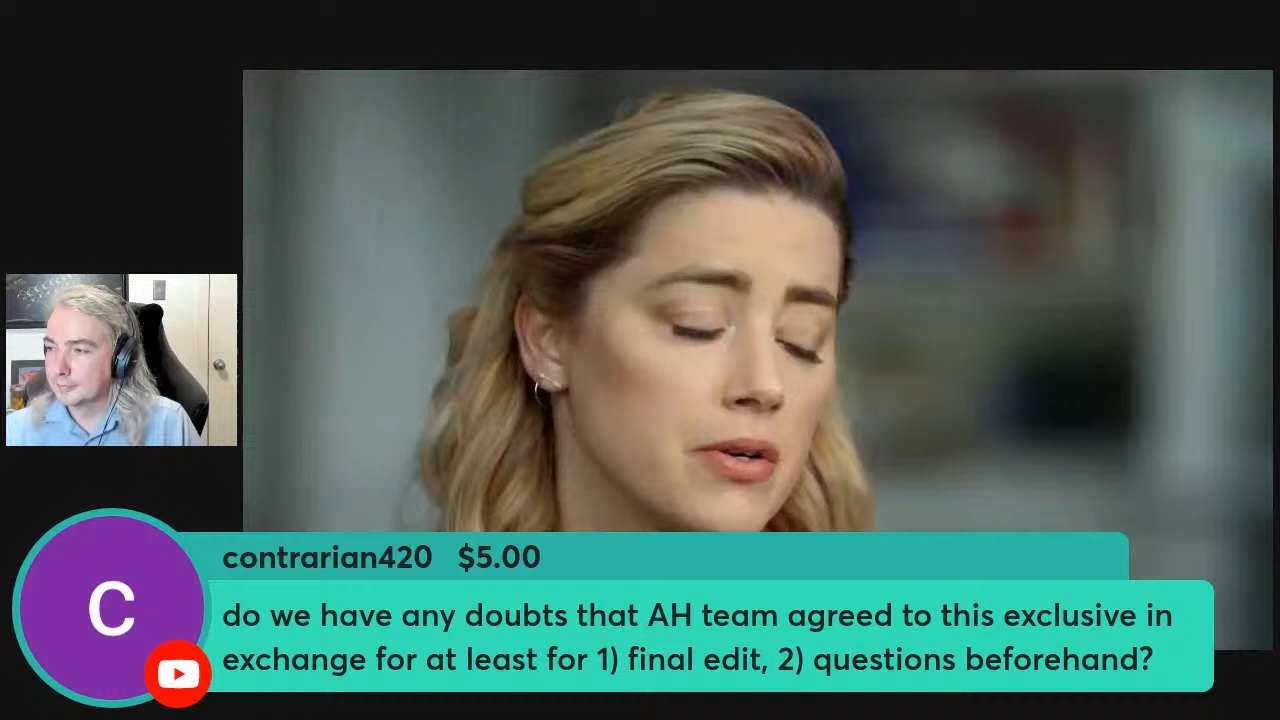 contrarian420 $5.00
do we have any doubts that AH team agreed to this exclusive in
exchange for at least for 1) final edit, 2) questions beforehand?
C